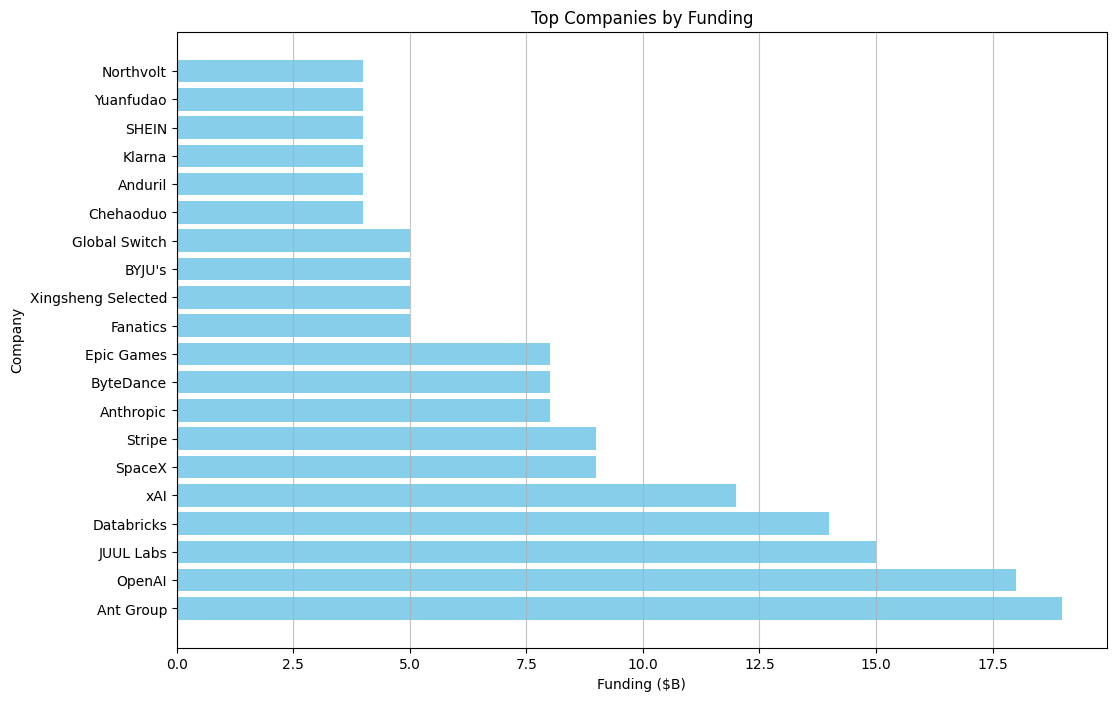 Top Companies by Funding
Company
Northvolt
Yuanfudao
SHEIN
Klarna
Anduril
Chehaoduo
Global Switch
BYJU's
Xingsheng Selected
Fanatics
Epic Games
ByteDance
Anthropic
Stripe
SpaceX
xAI
Databricks
JUUL Labs
OpenAI
Ant Group
0.0 2.5 5.0 7.5 10.0 12.5 15.0 17.5
Funding ($B)